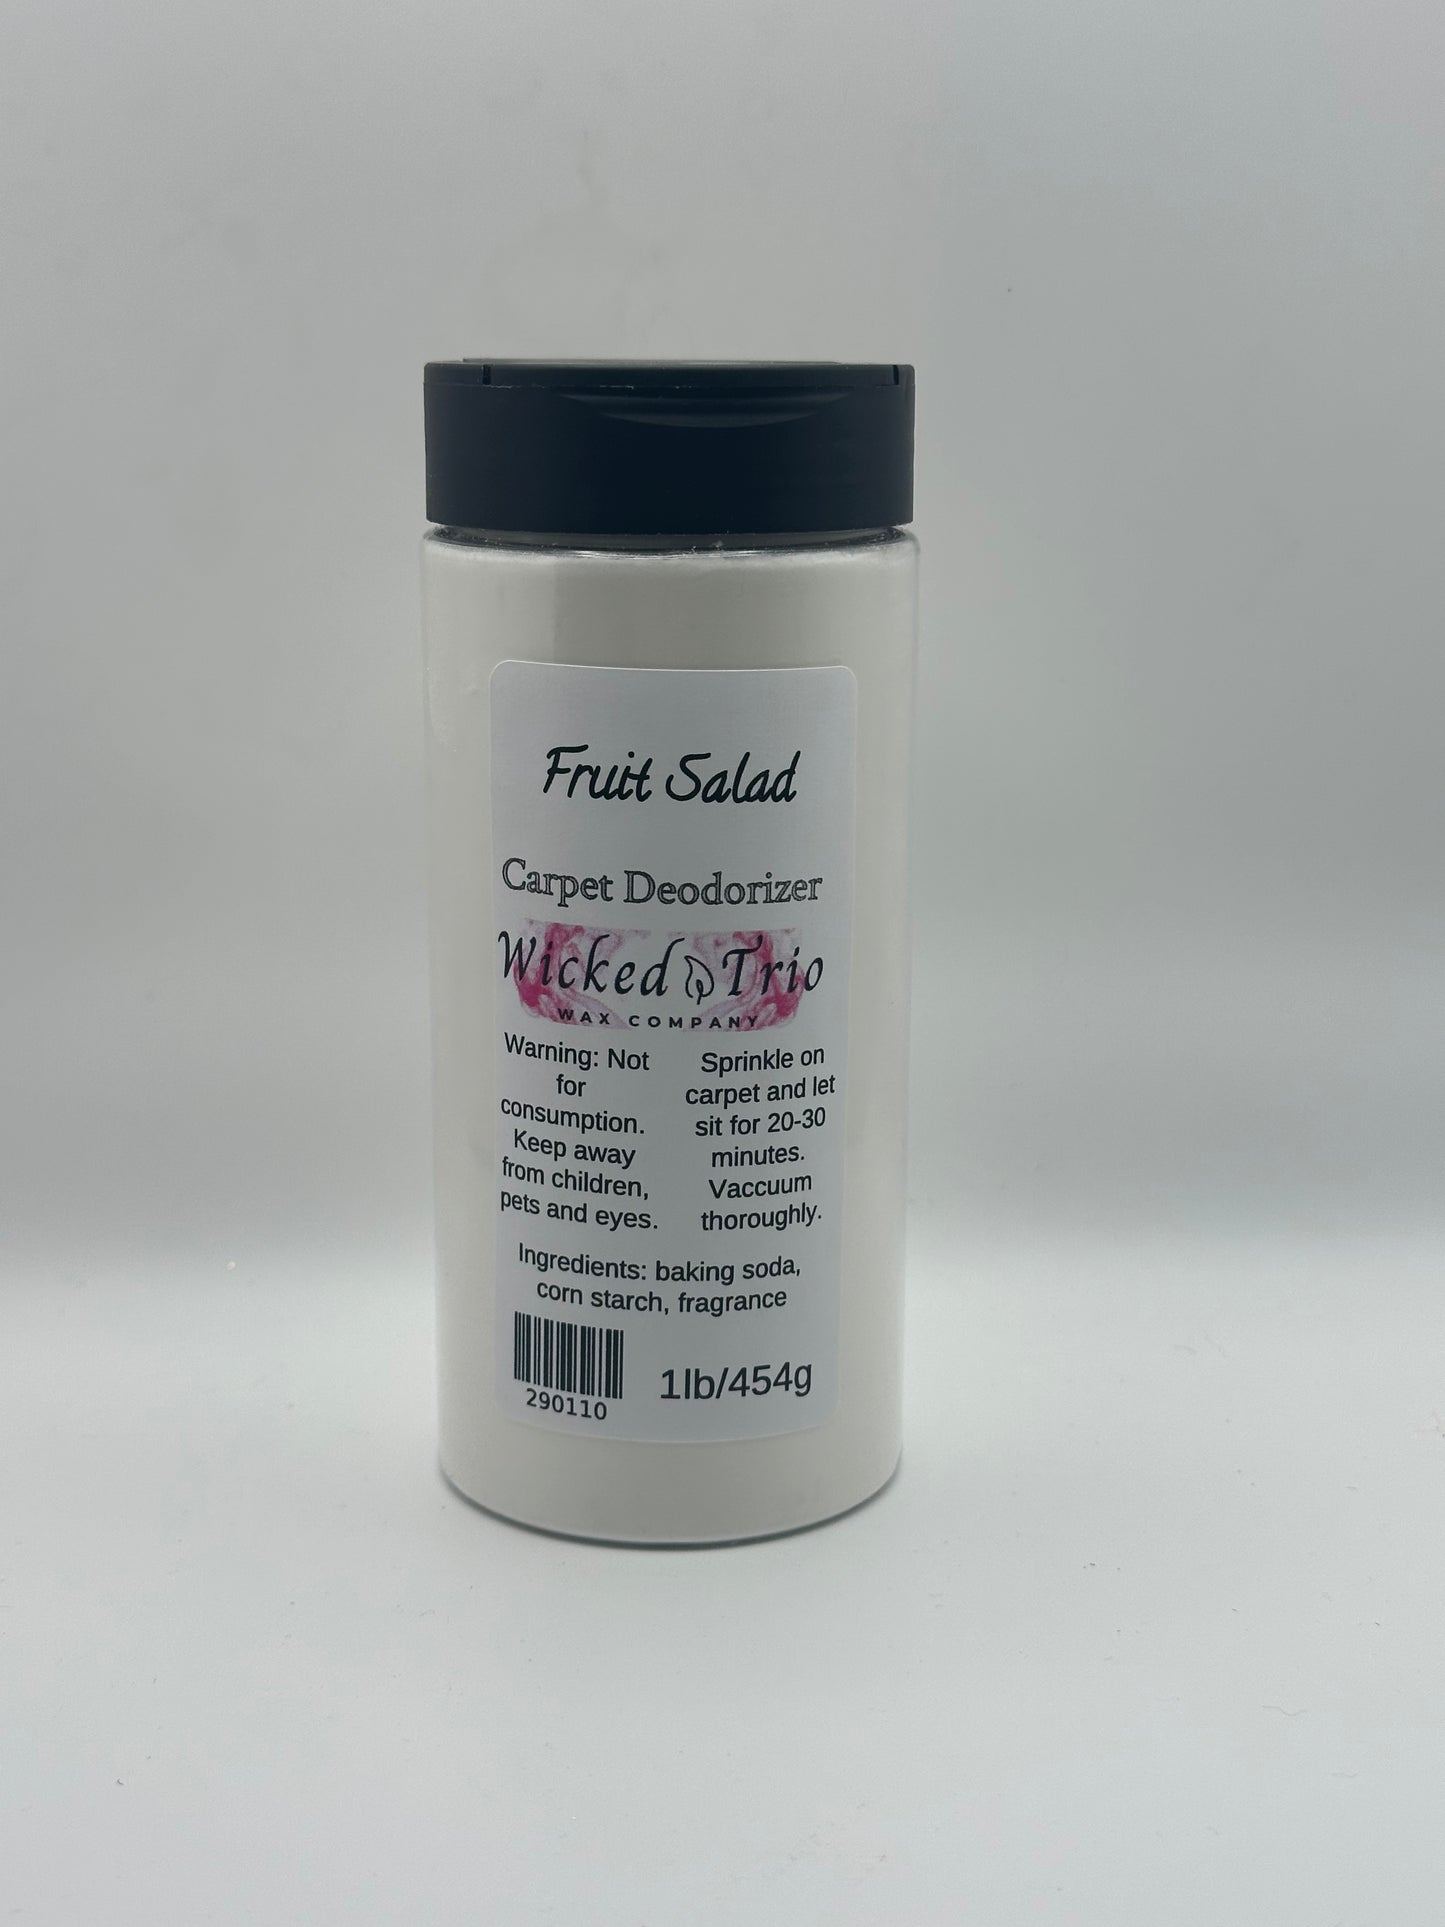 Fruit Salad
Carpet Deodorizer
Wicked Trio
WAX COMPANY
Warning: Not
for
consumption.
Keep away
from children,
pets and eyes.
Sprinkle on
carpet and let
sit for 20-30
minutes.
Vaccuum
thoroughly.
Ingredients: baking soda,
corn starch, fragrance
290110
1lb/454g